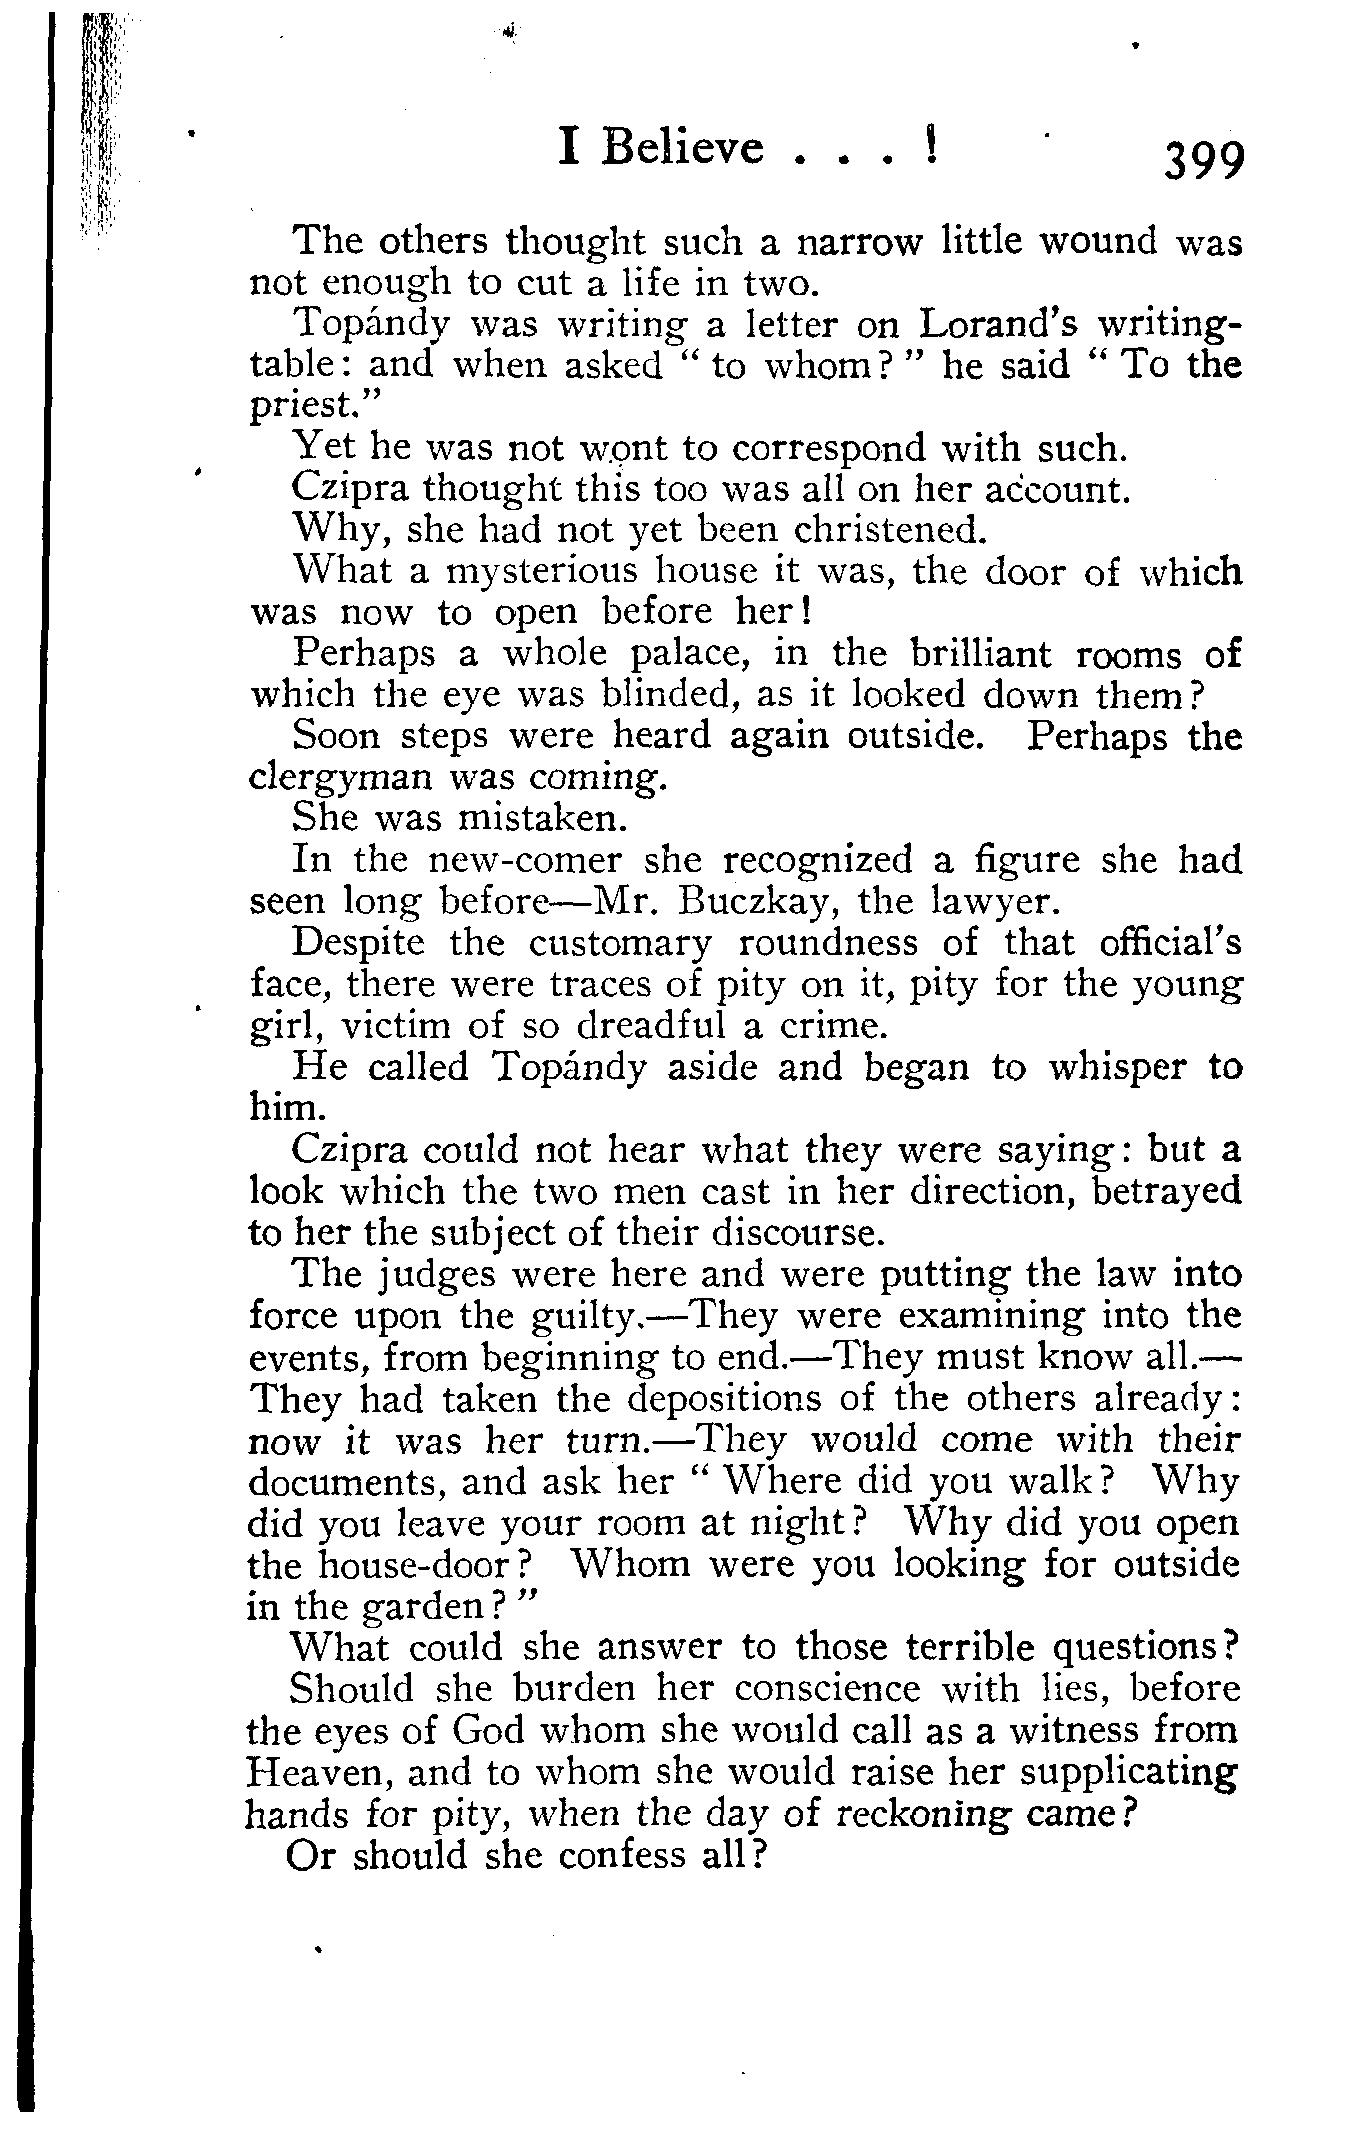 I Believe . . . ! 399
The others thought such a narrow little wound was
not enough to cut a life in two.
Topándy was writing a letter on Lorand's writing-
table: and when asked " to whom? " he said " To the
priest."
Yet he was not wont to correspond with such.
Czipra thought this too was all on her account.
Why, she had not yet been christened.
What a mysterious house it was, the door of which
was now to open before her!
Perhaps a whole palace, in the brilliant rooms of
which the eye was blinded, as it looked down them?
Soon steps were heard again outside. Perhaps the
clergyman was coming.
She was mistaken.
In the new-comer she recognized a figure she had
seen long before—Mr. Buczkay, the lawyer.
Despite the customary roundness of that official's
face, there were traces of pity on it, pity for the young
girl, victim of so dreadful a crime.
He called Topándy aside and began to whisper to
him.
Czipra could not hear what they were saying: but a
look which the two men cast in her direction, betrayed
to her the subject of their discourse.
The judges were here and were putting the law into
force upon the guilty.—They were examining into the
events, from beginning to end.—They must know all.—
They had taken the depositions of the others already:
now it was her turn.—They would come with their
documents, and ask her " Where did you walk? Why
did you leave your room at night? Why did you open
the house-door? Whom were you looking for outside
in the garden? "
What could she answer to those terrible questions?
Should she burden her conscience with lies, before
the eyes of God whom she would call as a witness from
Heaven, and to whom she would raise her supplicating
hands for pity, when the day of reckoning came?
Or should she confess all?